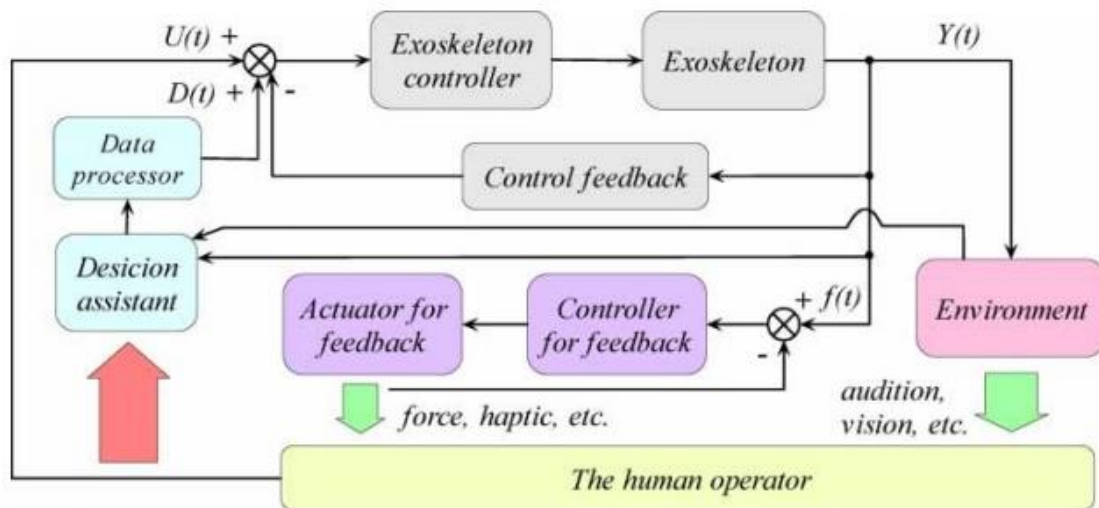 U(t) +
Exoskeleton
controller
Exoskeleton
Y(t)
D(t) +
-
Data
processor
Control feedback
Desicion
assistant
Actuator for
feedback
Controller
for feedback
+ f(t)
-
Environment
force, haptic, etc.
audition,
vision, etc.
The human operator